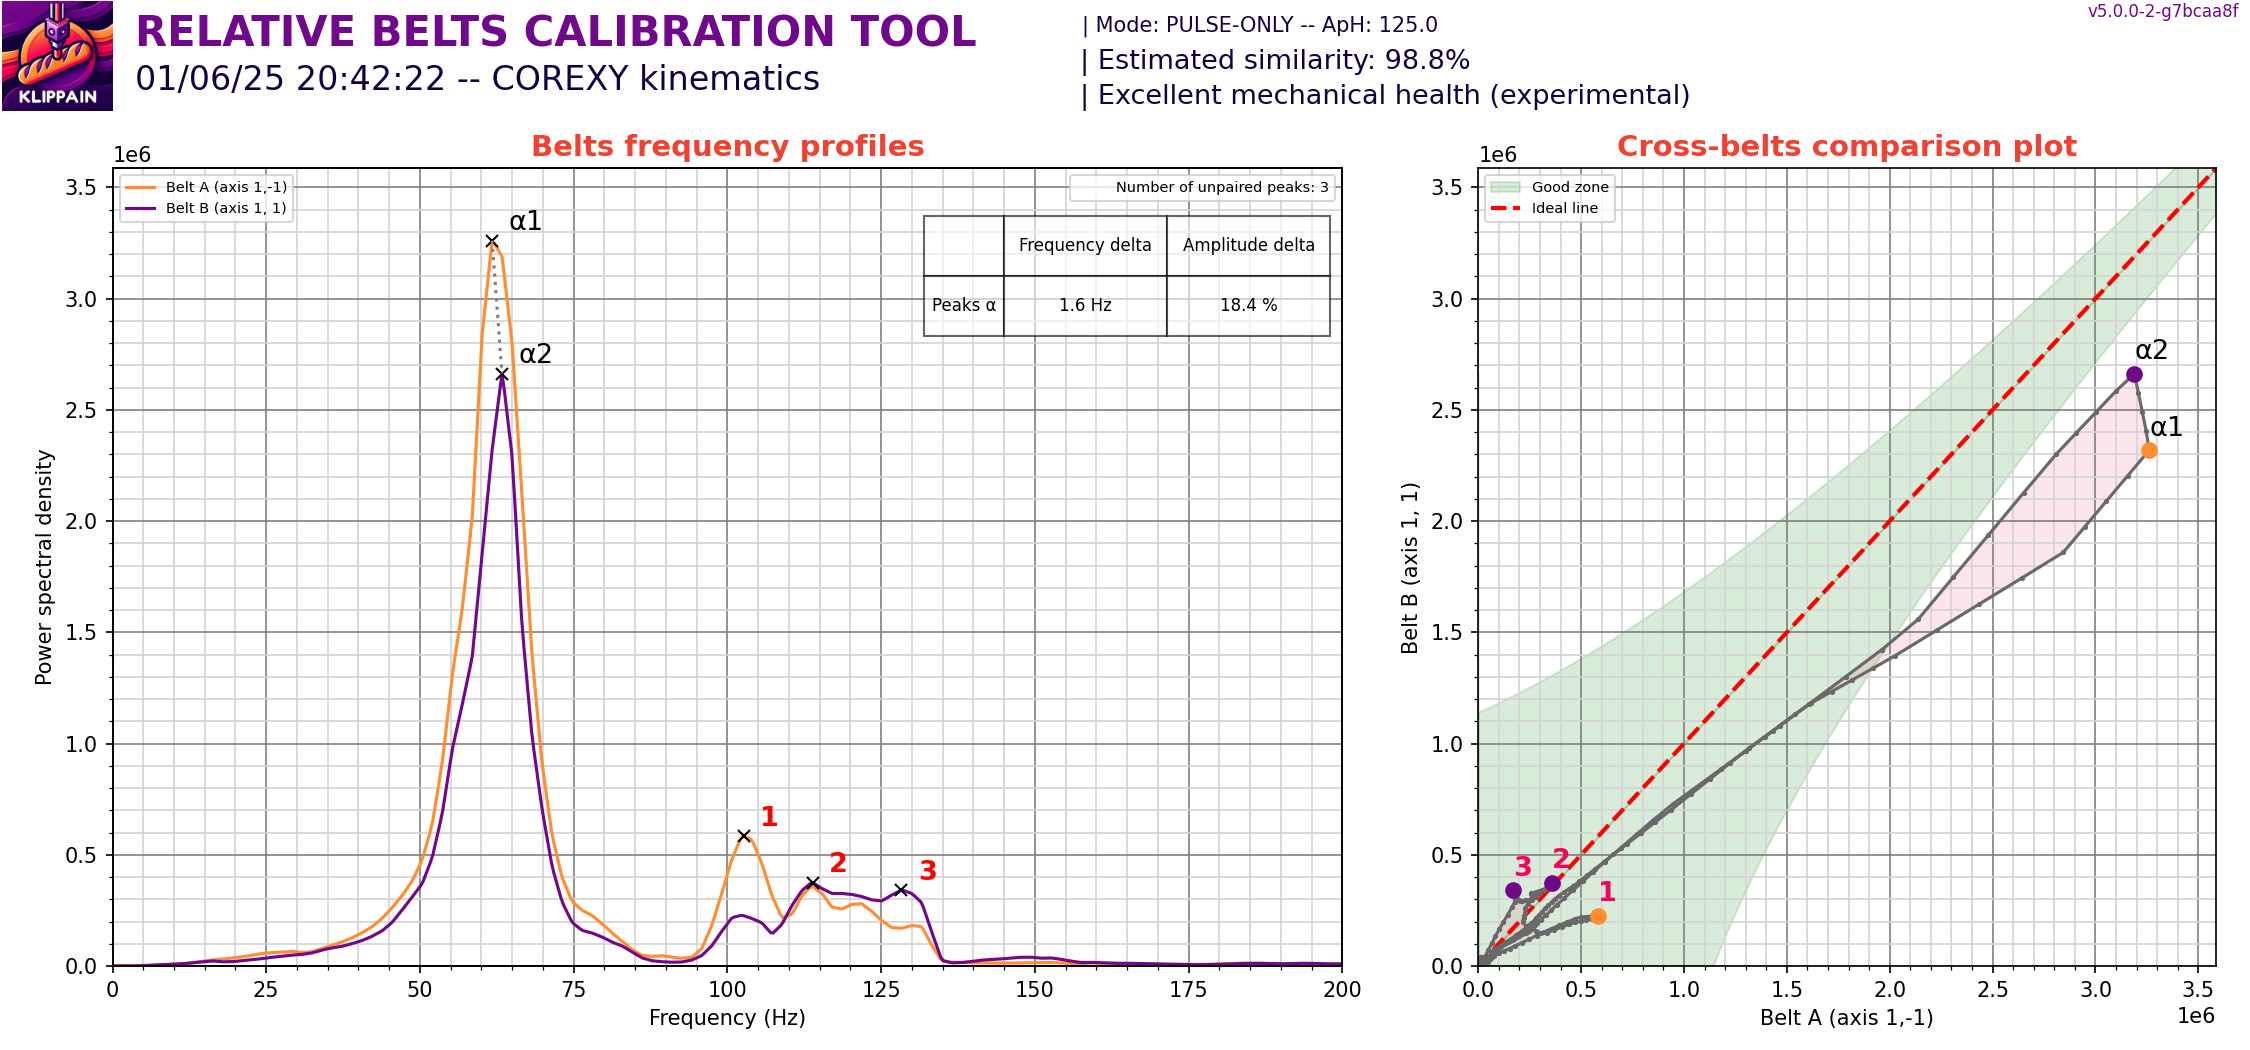 KLIPPAIN
RELATIVE BELTS CALIBRATION TOOL
01/06/25 20:42:22 -- COREXY kinematics
| Mode: PULSE-ONLY -- ApH: 125.0
| Estimated similarity: 98.8%
| Excellent mechanical health (experimental)
v5.0.0-2-g7bcaa8f
Belts frequency profiles
1e6
Belt A (axis 1,-1)
Belt B (axis 1, 1)
Number of unpaired peaks: 3
Frequency delta Amplitude delta
Peaks α 1.6 Hz 18.4 %
α1
α2
1
2
3
3.5
3.0
2.5
2.0
1.5
1.0
0.5
0.0
Power spectral density
0 25 50 75 100 125 150 175 200
Frequency (Hz)
Cross-belts comparison plot
1e6
Good zone
Ideal line
α2
α1
3
2
1
3.5
3.0
2.5
2.0
1.5
1.0
0.5
0.0
Belt B (axis 1, 1)
0.0 0.5 1.0 1.5 2.0 2.5 3.0 3.5
Belt A (axis 1,-1)
1e6